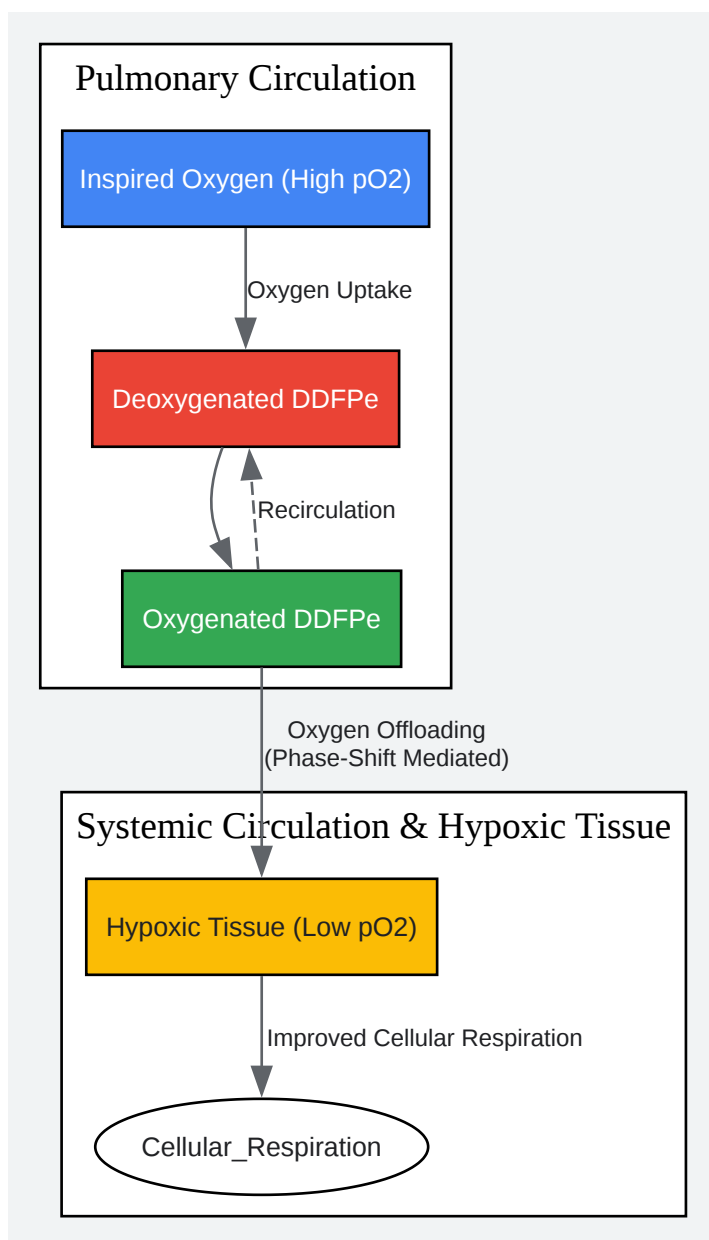 Pulmonary Circulation
Inspired Oxygen (High pO2)
Oxygen Uptake
Deoxygenated DDFPe
Recirculation
Oxygenated DDFPe
Oxygen Offloading
(Phase-Shift Mediated)
Systemic Circulation & Hypoxic Tissue
Hypoxic Tissue (Low pO2)
Improved Cellular Respiration
Cellular_Respiration